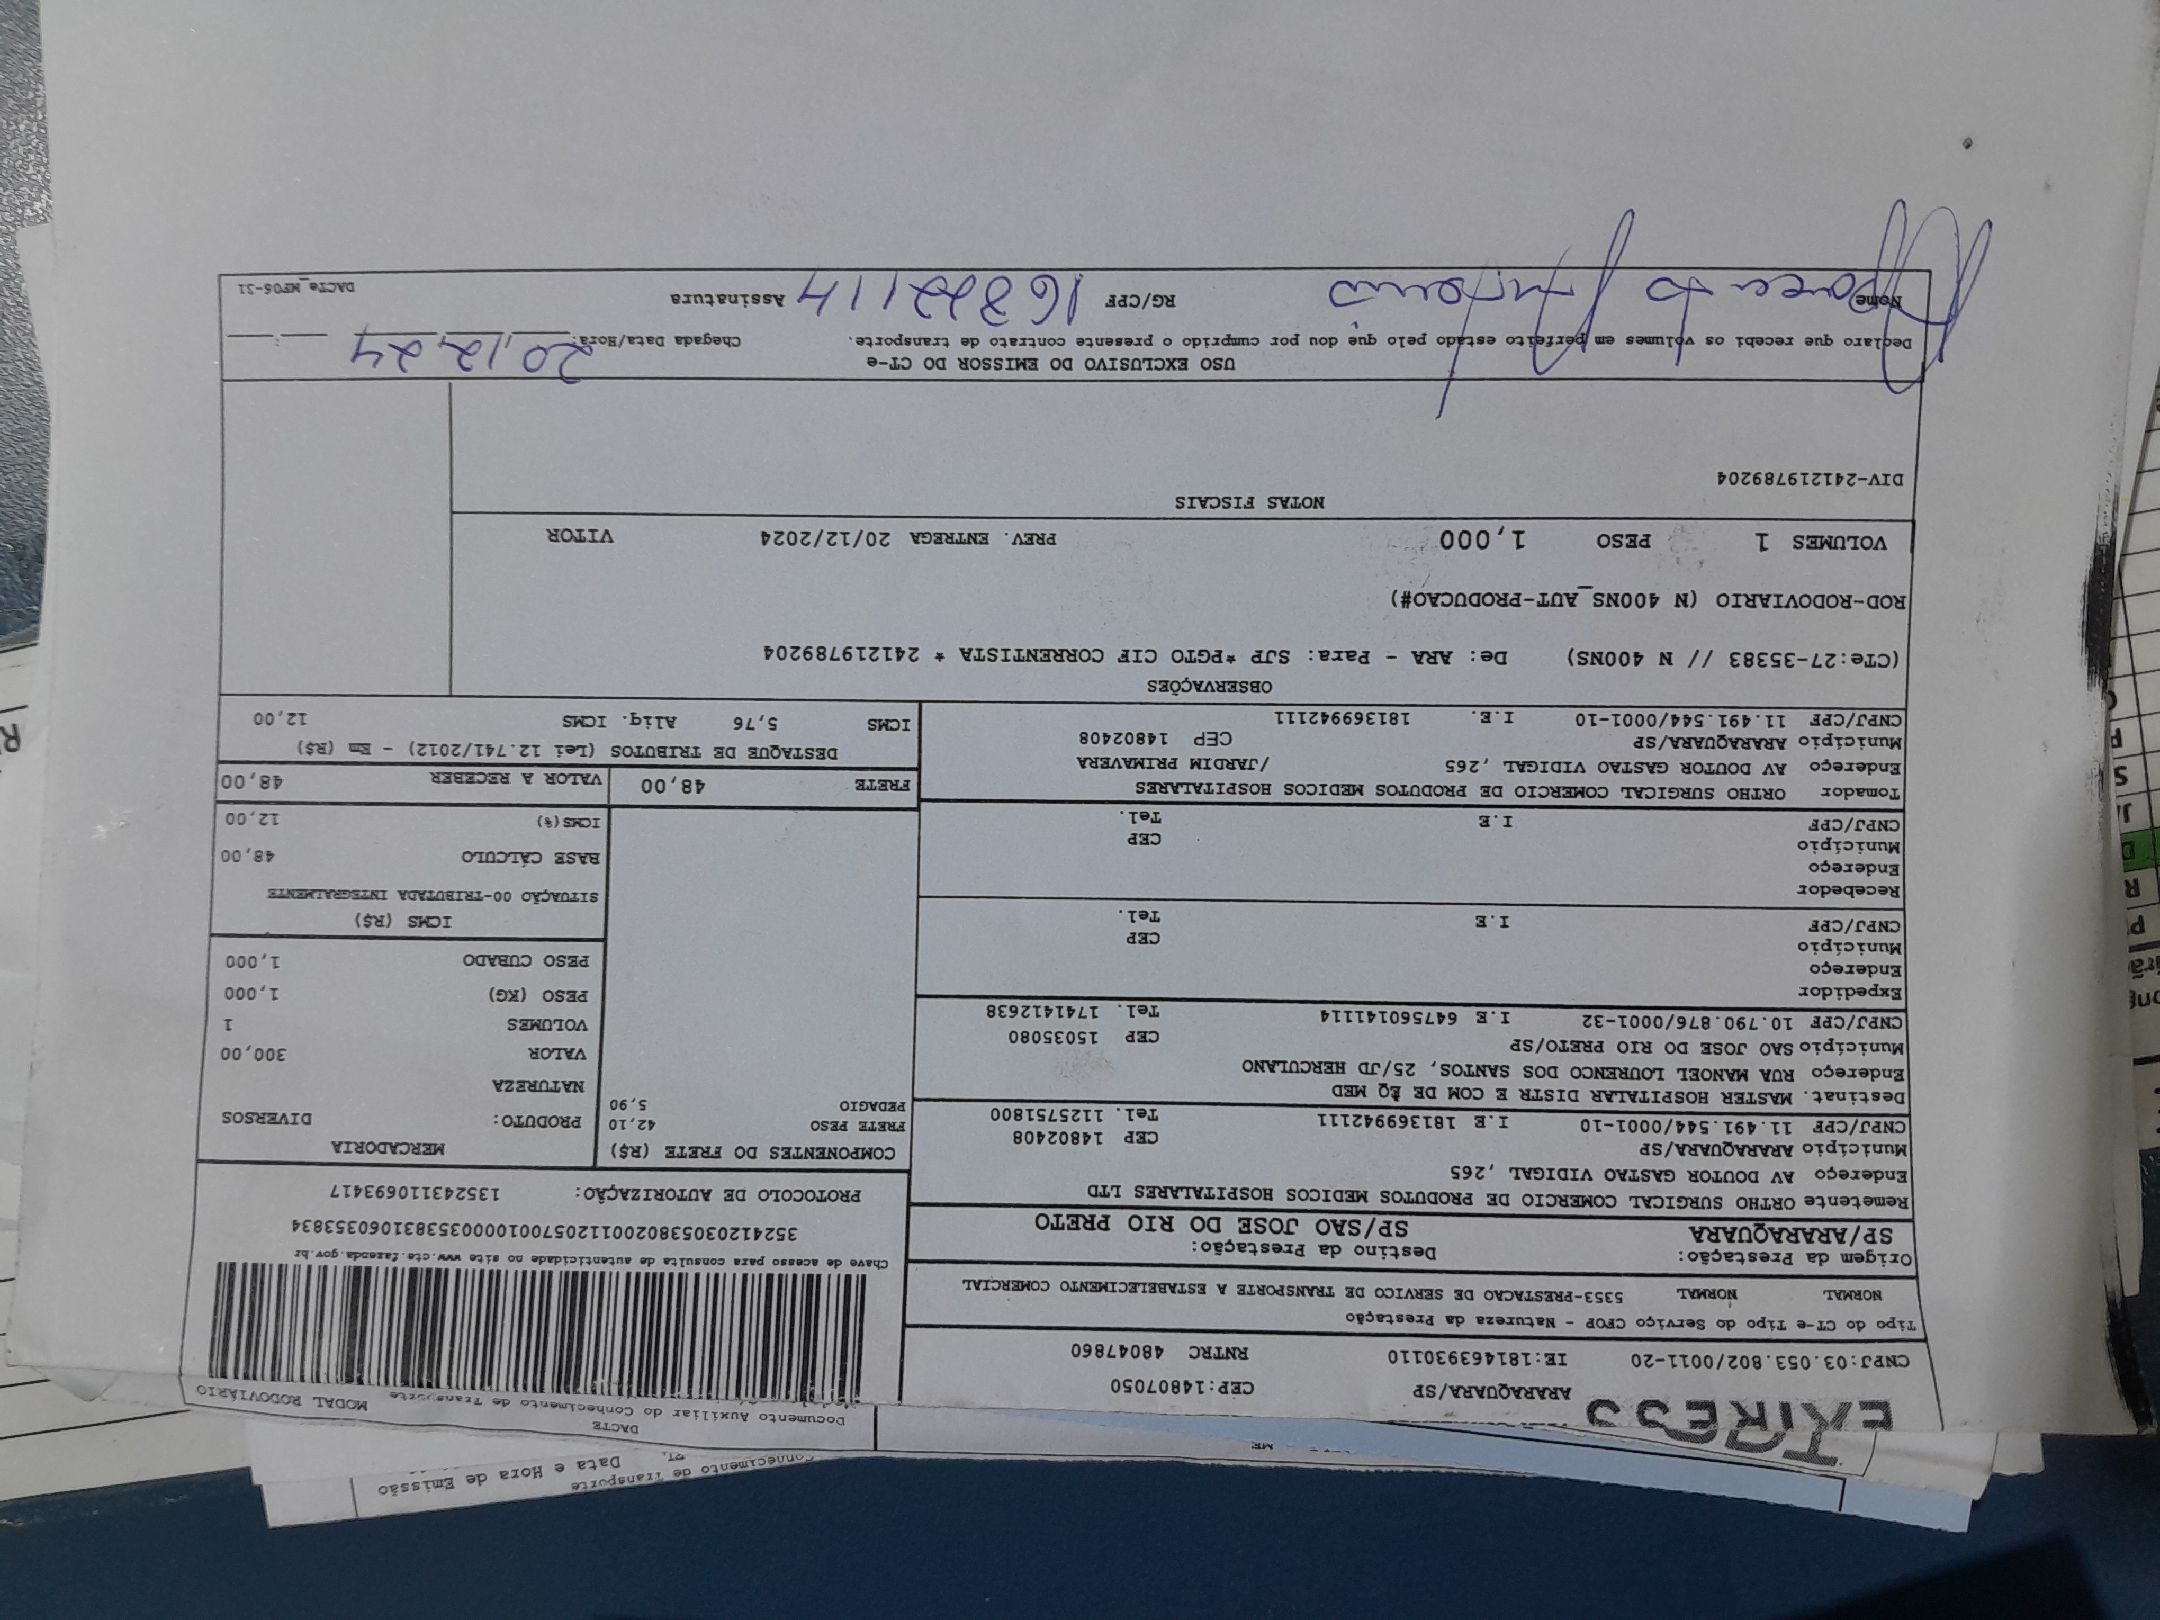 Conhecimento de Transporte
Data e Hora de Emissão
DACTE
Documento Auxiliar do Conhecimento de Transporte
MODAL RODOVIÁRIO
ARARAQUARA/SP CEP:14807050
CNPJ:03.053.802/0011-20 IE:181463930110 RNTRC 48047860
Tipo do CT-e Tipo do Serviço CFOP - Natureza da Prestação
NORMAL NORMAL 5353-PRESTACAO DE SERVICO DE TRANSPORTE A ESTABELECIMENTO COMERCIAL
Origem da Prestação: Destino da Prestação:
SP/ARARAQUARA SP/SAO JOSE DO RIO PRETO
Chave de acesso para consulta de autenticidade no site www.cte.fazenda.gov.br
35241203053802001120570010000353831060353834
PROTOCOLO DE AUTORIZAÇÃO: 135243110693417
Remetente ORTHO SURGICAL COMERCIO DE PRODUTOS MEDICOS HOSPITALARES LTD
Endereço AV DOUTOR GASTAO VIDIGAL ,265
Município ARARAQUARA/SP CEP 14802408
CNPJ/CPF 11.491.544/0001-10 I.E 181369942111 Tel. 1125751800
Destinat. MASTER HOSPITALAR DISTR E COM DE EQ MED
Endereço RUA MANOEL LOURENCO DOS SANTOS, 25/JD HERCULANO
Município SAO JOSE DO RIO PRETO/SP CEP 15035080
CNPJ/CPF 10.790.876/0001-32 I.E 647560141114 Tel. 1741412638
Expedidor
Endereço
Município CEP
CNPJ/CPF I.E Tel.
Recebedor
Endereço
Município CEP
CNPJ/CPF I.E Tel.
Tomador ORTHO SURGICAL COMERCIO DE PRODUTOS MEDICOS HOSPITALARES
Endereço AV DOUTOR GASTAO VIDIGAL ,265 /JARDIM PRIMAVERA
Município ARARAQUARA/SP CEP 14802408
CNPJ/CPF 11.491.544/0001-10 I.E. 181369942111
COMPONENTES DO FRETE (R$)
FRETE PESO 42,10
PEDAGIO 5,90
MERCADORIA
PRODUTO: DIVERSOS
NATUREZA
VALOR 300,00
VOLUMES 1
PESO (KG) 1,000
PESO CUBADO 1,000
ICMS (R$)
SITUAÇÃO 00-TRIBUTADA INTEGRALMENTE
BASE CÁLCULO 48,00
ICMS(%) 12,00
FRETE 48,00 VALOR A RECEBER 48,00
DESTAQUE DE TRIBUTOS (Lei 12.741/2012) - Em (R$)
ICMS 5,76 Aliq. ICMS 12,00
OBSERVAÇÕES
(CTe:27-35383 // N 400NS) De: ARA - Para: SJP *PGTO CIF CORRENTISTA * 241219789204
ROD-RODOVIARIO (N 400NS_AUT-PRODUCAO#)
VOLUMES 1 PESO 1,000 PREV. ENTREGA 20/12/2024 VITOR
NOTAS FISCAIS
DIV-241219789204
USO EXCLUSIVO DO EMISSOR DO CT-e
Declaro que recebi os volumes em perfeito estado pelo que dou por cumprido o presente contrato de transporte. Chegada Data/Hora: 20,12,24
Nome RG/CPF Assinatura
DACTe_MF06-31